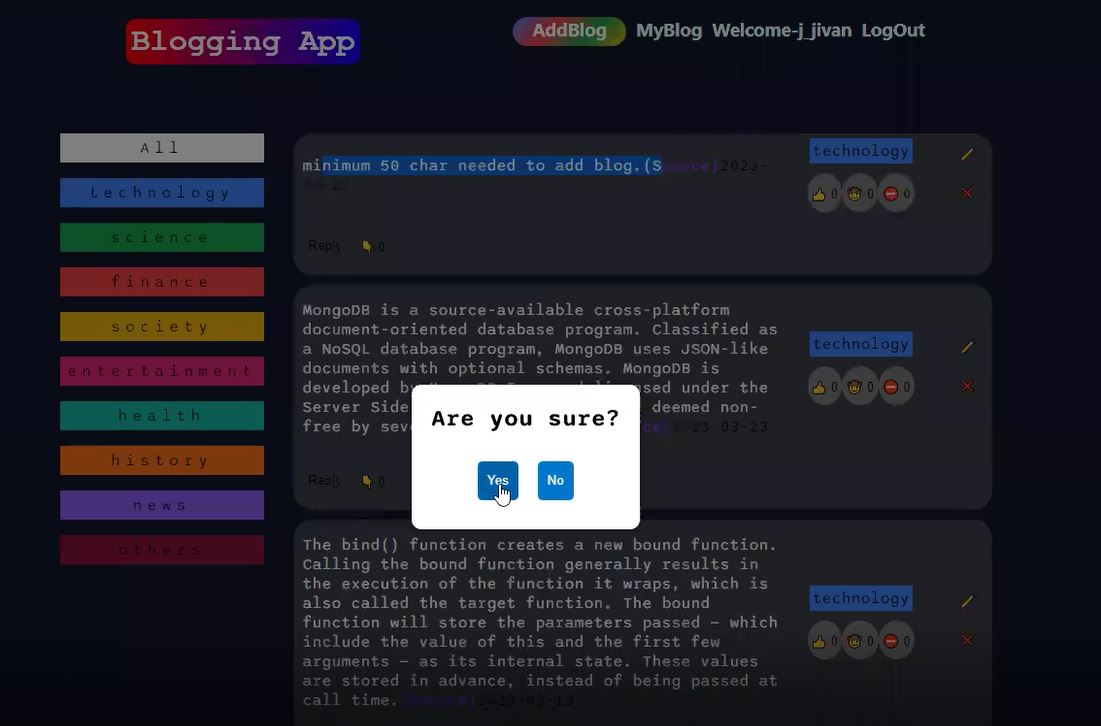 Blogging App
AddBlog MyBlog Welcome-j_jivan LogOut
All
technology
science
finance
society
entertainment
health
history
news
others
minimum 50 char needed to add blog.(Source)2023-
technology
👍 0 🤠 0 ⛔ 0
Reply 👇 0
MongoDB is a source-available cross-platform
document-oriented database program. Classified as
a NoSQL database program, MongoDB uses JSON-like
documents with optional schemas. MongoDB is
developed by used under the
Server Side deemed non-
free by 2023-03-23
technology
👍 0 🤠 0 ⛔ 0
Reply 👇 0
Are you sure?
Yes No
The bind() function creates a new bound function.
Calling the bound function generally results in
the execution of the function it wraps, which is
also called the target function. The bound
function will store the parameters passed — which
include the value of this and the first few
arguments — as its internal state. These values
are stored in advance, instead of being passed at
call time.(Source)2023-03-13
technology
👍 0 🤠 0 ⛔ 0